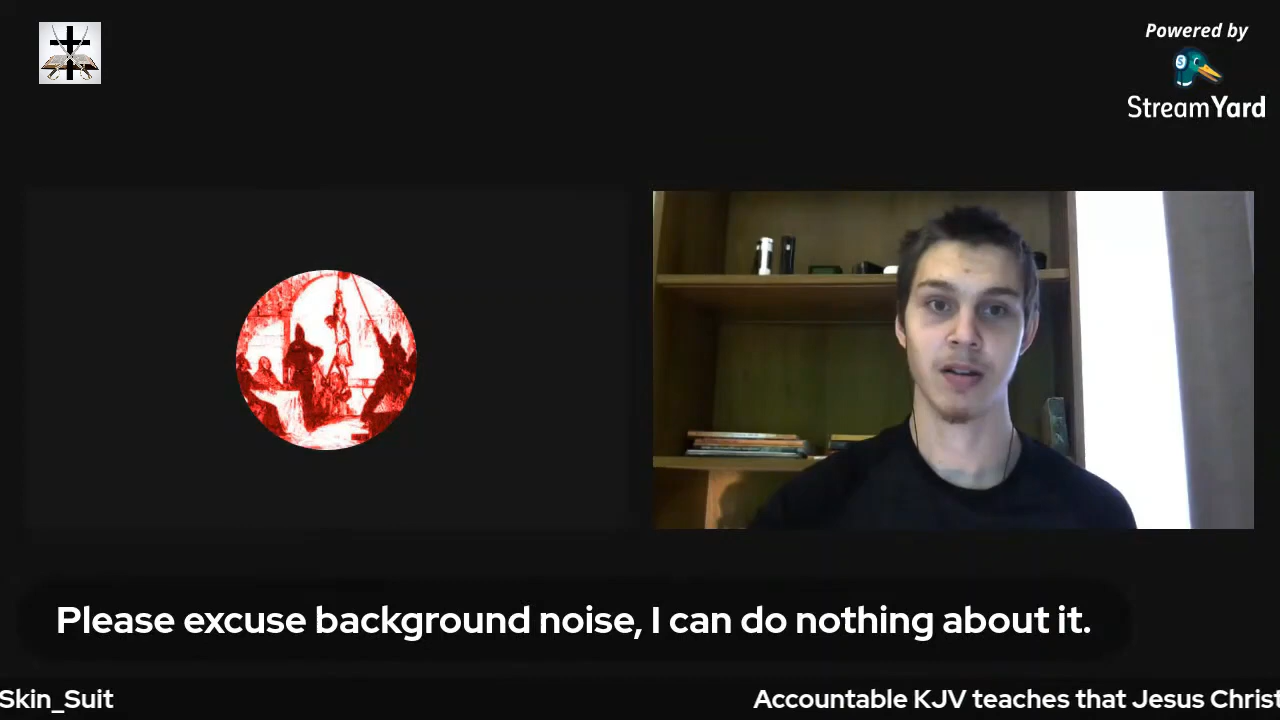 Powered by
StreamYard
Please excuse background noise, I can do nothing about it.
Skin_Suit
Accountable KJV teaches that Jesus Christ